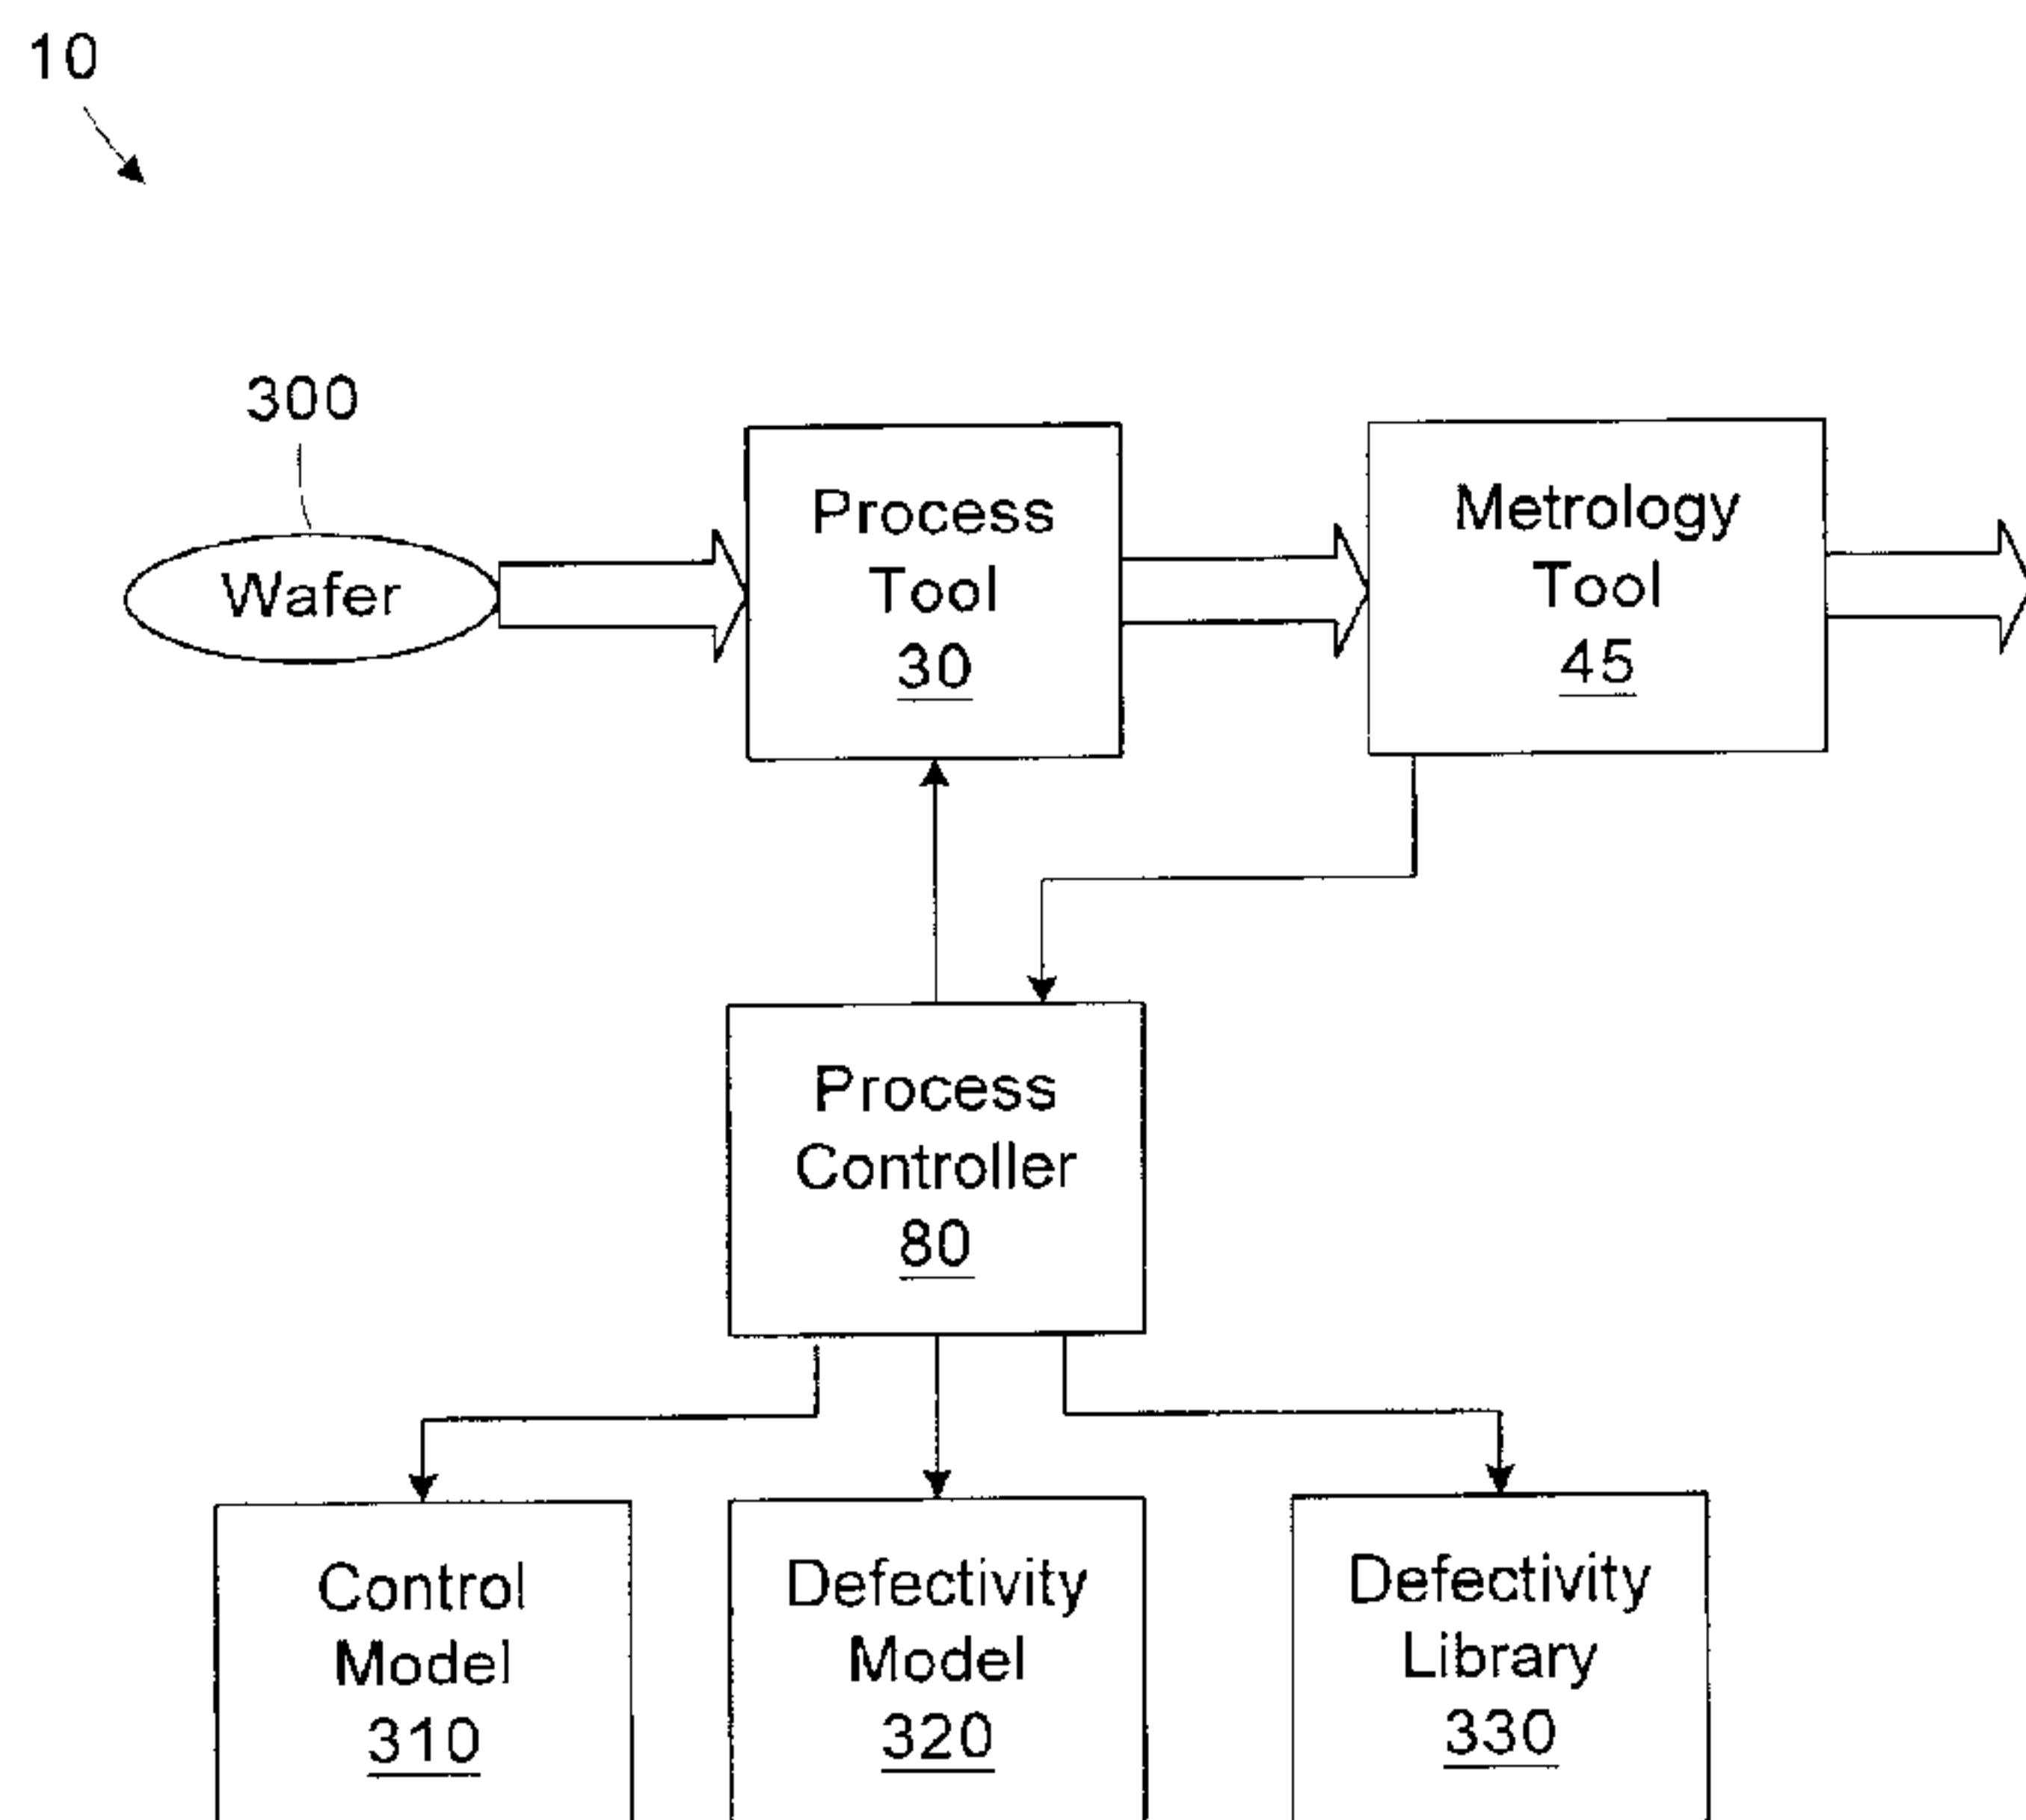 10
300
Wafer
Process
Tool
30
Metrology
Tool
45
Process
Controller
80
Control
Model
310
Defectivity
Model
320
Defectivity
Library
330